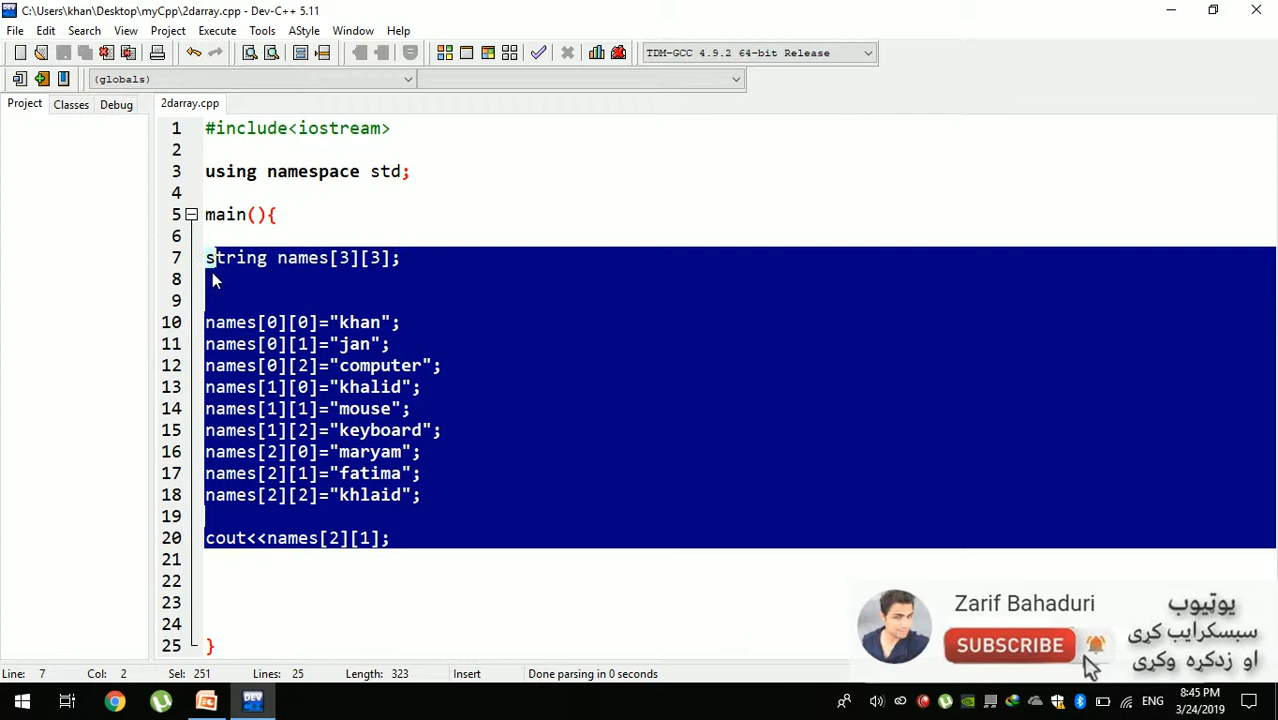 C:\Users\khan\Desktop\myCpp\2darray.cpp - Dev-C++ 5.11
File Edit Search View Project Execute Tools AStyle Window Help
TDM-GCC 4.9.2 64-bit Release
(globals)
Project Classes Debug 2darray.cpp
1 #include<iostream>
2
3 using namespace std;
4
5 main(){
6
7 string names[3][3];
8
9
10 names[0][0]="khan";
11 names[0][1]="jan";
12 names[0][2]="computer";
13 names[1][0]="khalid";
14 names[1][1]="mouse";
15 names[1][2]="keyboard";
16 names[2][0]="maryam";
17 names[2][1]="fatima";
18 names[2][2]="khlaid";
19
20 cout<<names[2][1];
21
22
23
24
25 }
Zarif Bahaduri
SUBSCRIBE
یوټیوب
سبسکرایب کړی
او زدکړه وکړی
Line: 7 Col: 2 Sel: 251 Lines: 25 Length: 323 Insert Done parsing in 0 seconds
DEV
ENG
8:45 PM
3/24/2019